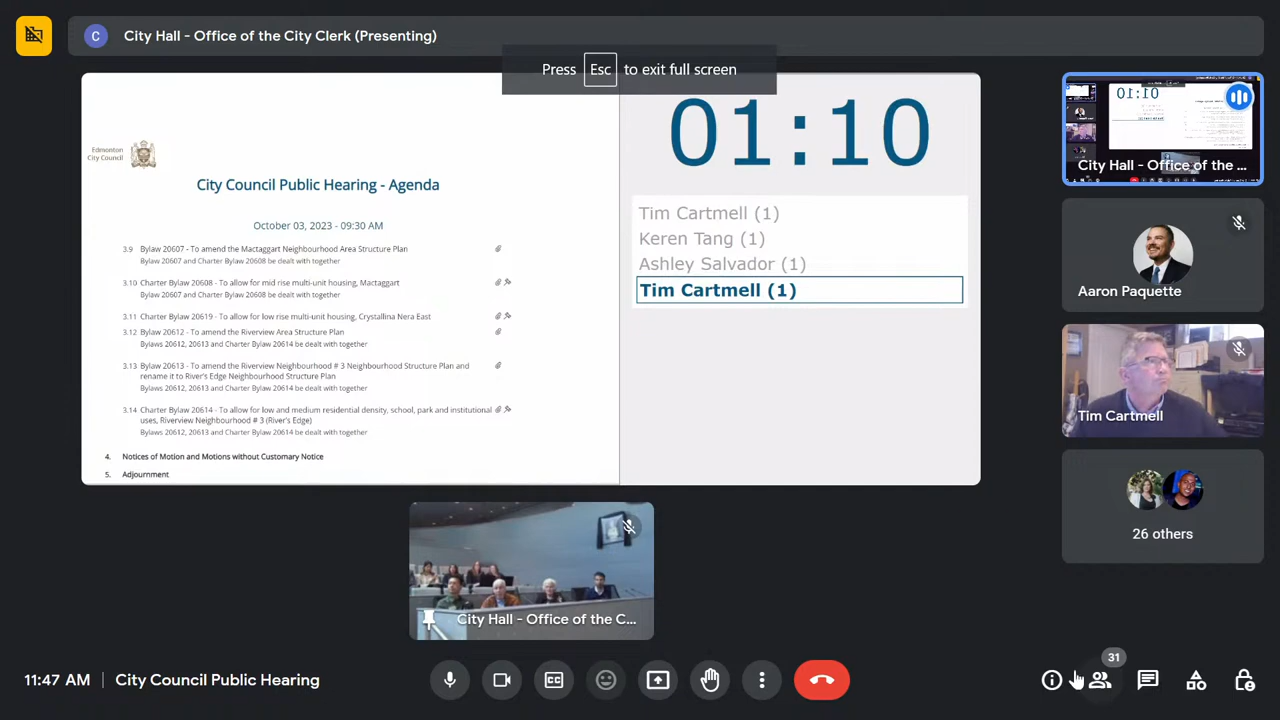 C City Hall - Office of the City Clerk (Presenting)
Press Esc to exit full screen
Edmonton
City Council
City Council Public Hearing - Agenda
October 03, 2023 - 09:30 AM
3.9 Bylaw 20607 - To amend the Mactaggart Neighbourhood Area Structure Plan
Bylaw 20607 and Charter Bylaw 20608 be dealt with together
3.10 Charter Bylaw 20608 - To allow for mid rise multi-unit housing, Mactaggart
Bylaw 20607 and Charter Bylaw 20608 be dealt with together
3.11 Charter Bylaw 20619 - To allow for low rise multi-unit housing, Crystallina Nera East
3.12 Bylaw 20612 - To amend the Riverview Area Structure Plan
Bylaws 20612, 20613 and Charter Bylaw 20614 be dealt with together
3.13 Bylaw 20613 - To amend the Riverview Neighbourhood # 3 Neighbourhood Structure Plan and
rename it to River's Edge Neighbourhood Structure Plan
Bylaws 20612, 20613 and Charter Bylaw 20614 be dealt with together
3.14 Charter Bylaw 20614 - To allow for low and medium residential density, school, park and institutional
uses, Riverview Neighbourhood # 3 (River's Edge)
Bylaws 20612, 20613 and Charter Bylaw 20614 be dealt with together
4. Notices of Motion and Motions without Customary Notice
5. Adjournment
01:10
Tim Cartmell (1)
Keren Tang (1)
Ashley Salvador (1)
Tim Cartmell (1)
01:10
City Hall - Office of the ...
Aaron Paquette
Tim Cartmell
26 others
City Hall - Office of the C...
11:47 AM City Council Public Hearing
CC
31